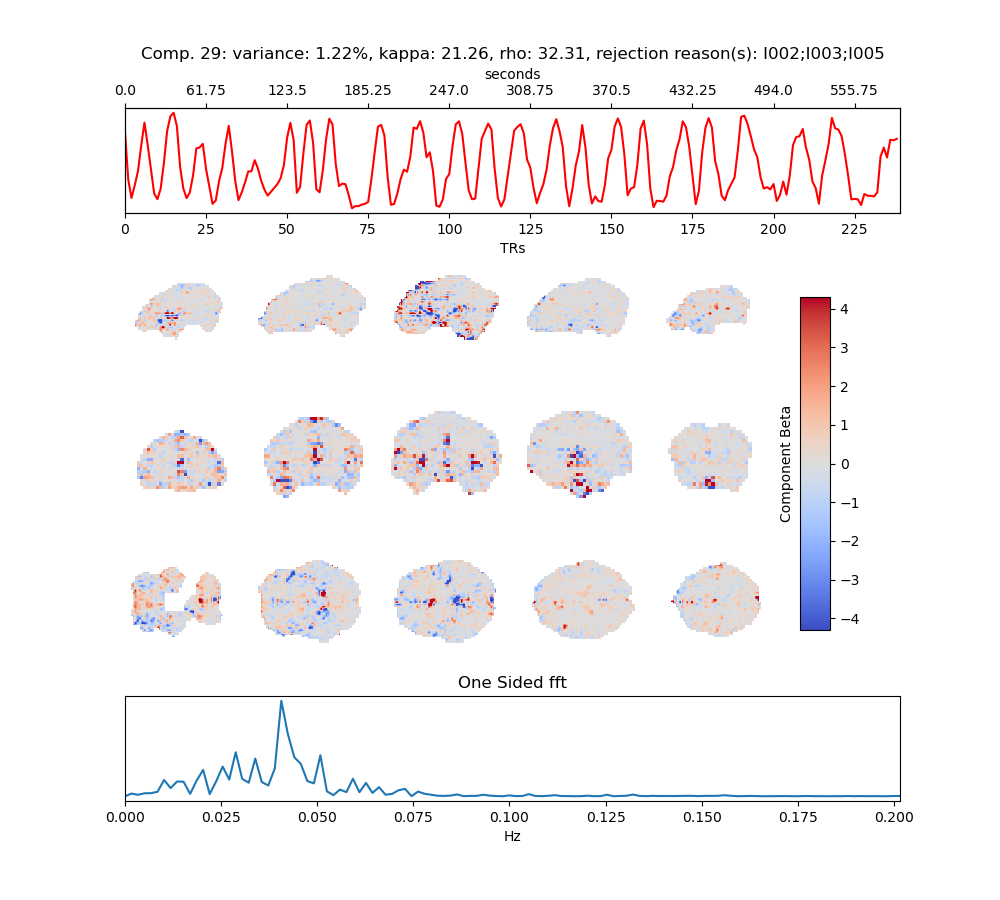 Comp. 29: variance: 1.22%, kappa: 21.26, rho: 32.31, rejection reason(s): I002;I003;I005
seconds
0.0 61.75 123.5 185.25 247.0 308.75 370.5 432.25 494.0 555.75
0 25 50 75 100 125 150 175 200 225
TRs
4
3
2
1
0
−1
−2
−3
−4
Component Beta
One Sided fft
0.000 0.025 0.050 0.075 0.100 0.125 0.150 0.175 0.200
Hz